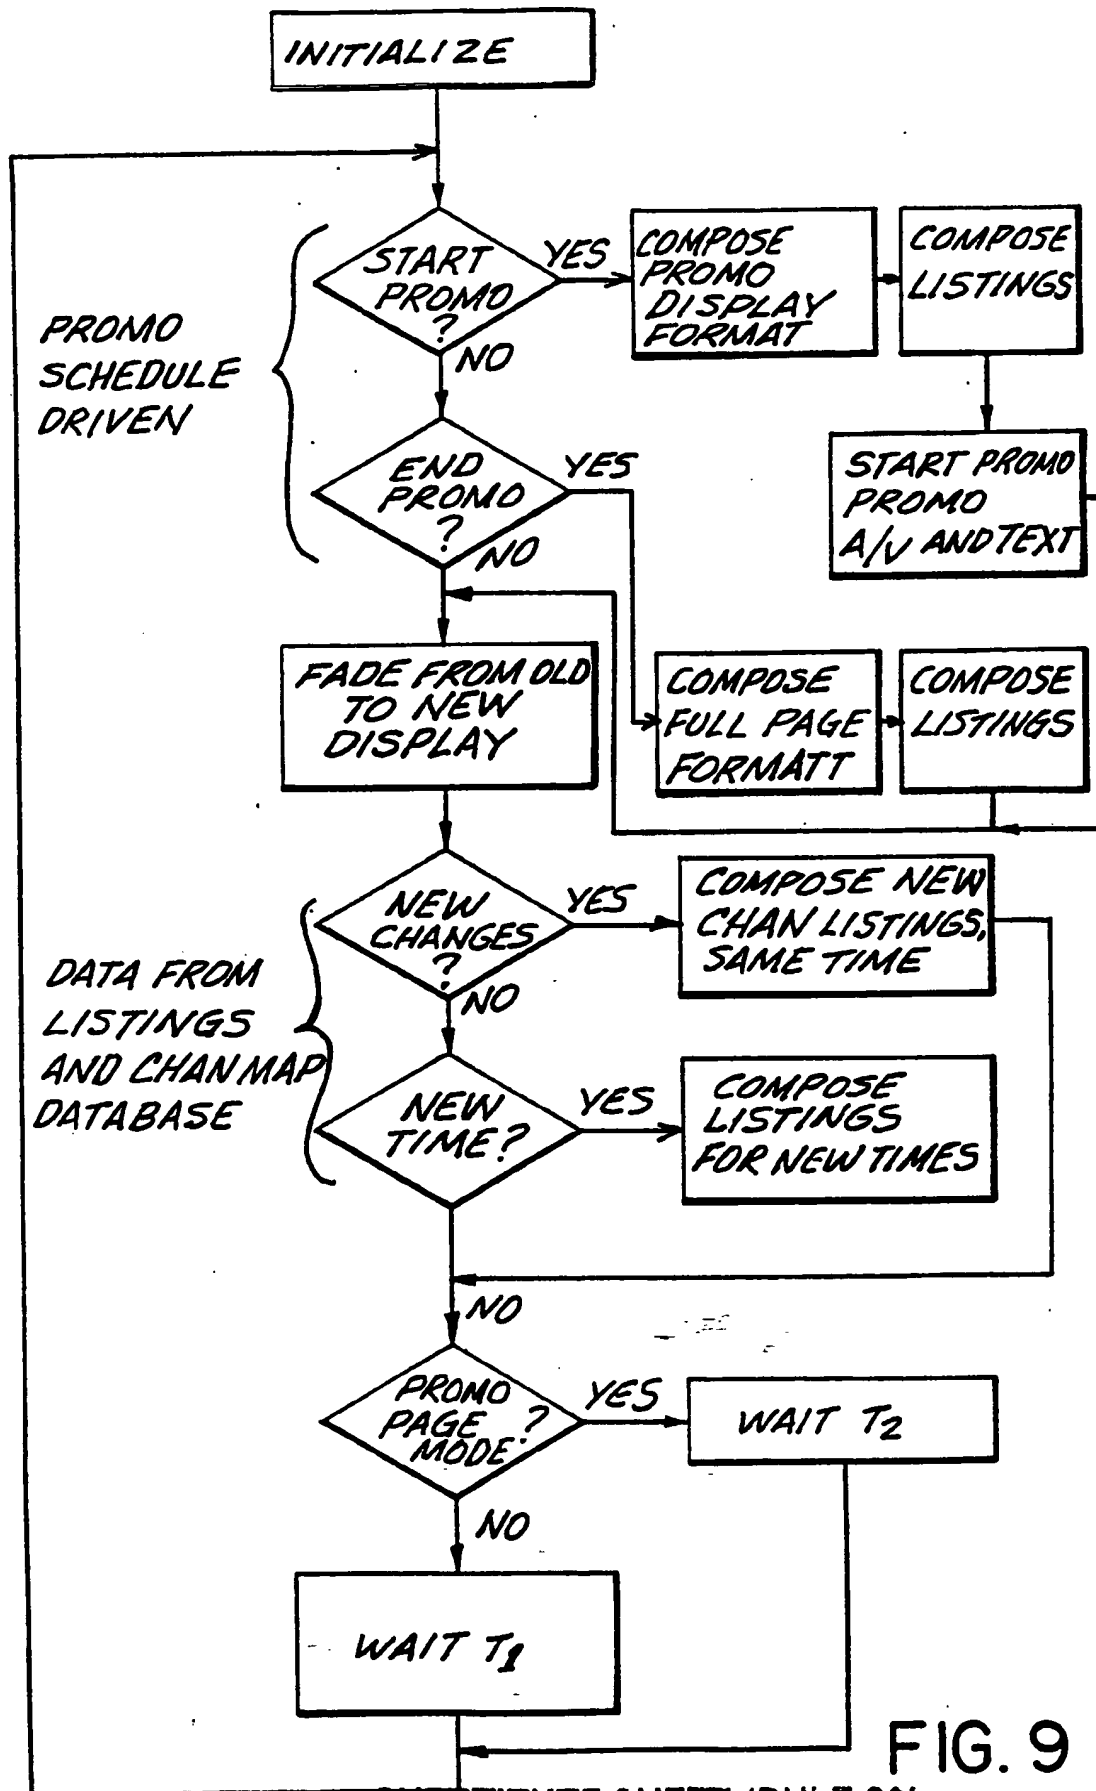 INITIALIZE
START
PROMO
?
YES
NO
COMPOSE
PROMO
DISPLAY
FORMAT
COMPOSE
LISTINGS
PROMO
SCHEDULE
DRIVEN
END
PROMO
?
YES
NO
START PROMO
PROMO
A/V AND TEXT
FADE FROM OLD
TO NEW
DISPLAY
COMPOSE
FULL PAGE
FORMATT
COMPOSE
LISTINGS
NEW
CHANGES
?
YES
NO
COMPOSE NEW
CHAN LISTINGS,
SAME TIME
DATA FROM
LISTINGS
AND CHAN MAP
DATABASE
NEW
TIME?
YES
COMPOSE
LISTINGS
FOR NEW TIMES
NO
PROMO
PAGE ?
MODE
YES
WAIT T2
NO
WAIT T1
FIG. 9